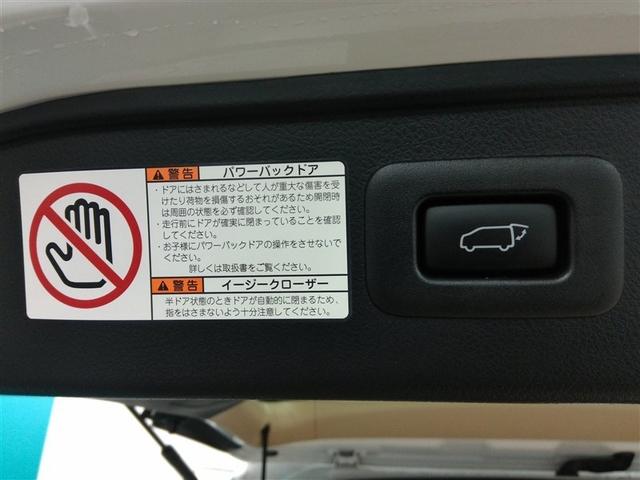 警告 パワーバックドア
・ドアにはさまれるなどして人が重大な傷害を受
けたり荷物を損傷するおそれがあるため開閉時
は周囲の状態を必ず確認してください。
・走行前にドアが確実に閉まっていることを確認
してください。
・お子様にパワーバックドアの操作をさせないで
ください。
詳しくは取扱書をご覧ください。
警告 イージークローザー
半ドア状態のときドアが自動的に閉まるため、
指をはさまないよう十分注意してください。